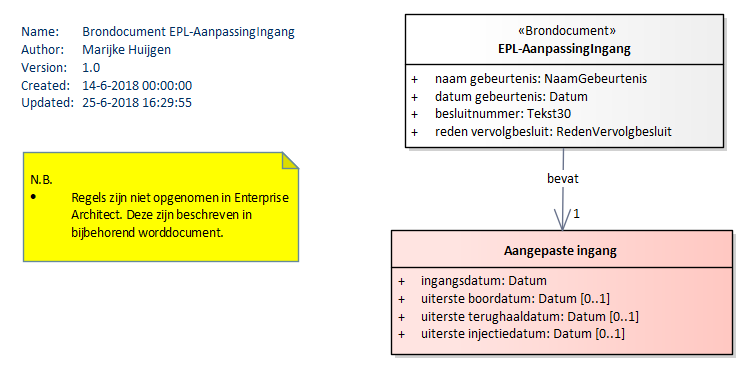 Name: Brondocument EPL-AanpassingIngang
Author: Marijke Huijgen
Version: 1.0
Created: 14-6-2018 00:00:00
Updated: 25-6-2018 16:29:55
N.B.
• Regels zijn niet opgenomen in Enterprise
Architect. Deze zijn beschreven in
bijbehorend worddocument.
«Brondocument»
EPL-AanpassingIngang
+ naam gebeurtenis: NaamGebeurtenis
+ datum gebeurtenis: Datum
+ besluitnummer: Tekst30
+ reden vervolgbesluit: RedenVervolgbesluit
bevat
1
Aangepaste ingang
+ ingangsdatum: Datum
+ uiterste boordatum: Datum [0..1]
+ uiterste terughaaldatum: Datum [0..1]
+ uiterste injectiedatum: Datum [0..1]